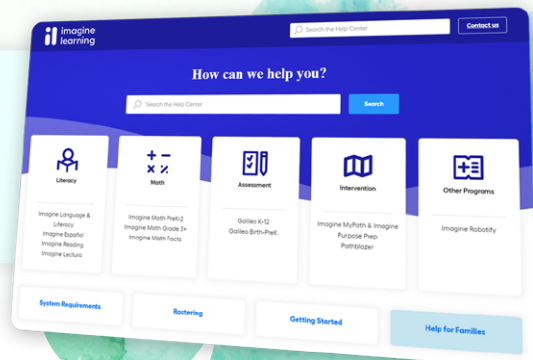 imagine
learning
Search the Help Center
Contact us
How can we help you?
Search the Help Center
Search
Literacy
Imagine Language &
Literacy
Imagine Español
Imagine Reading
Imagine Lectura
Math
Imagine Math PreK-2
Imagine Math Grade 3+
Imagine Math Facts
Assessment
Galileo K-12
Galileo Birth-PreK
Intervention
Imagine MyPath & Imagine
Purpose Prep
Pathblazer
Other Programs
Imagine Robotify
System Requirements
Rostering
Getting Started
Help for Families